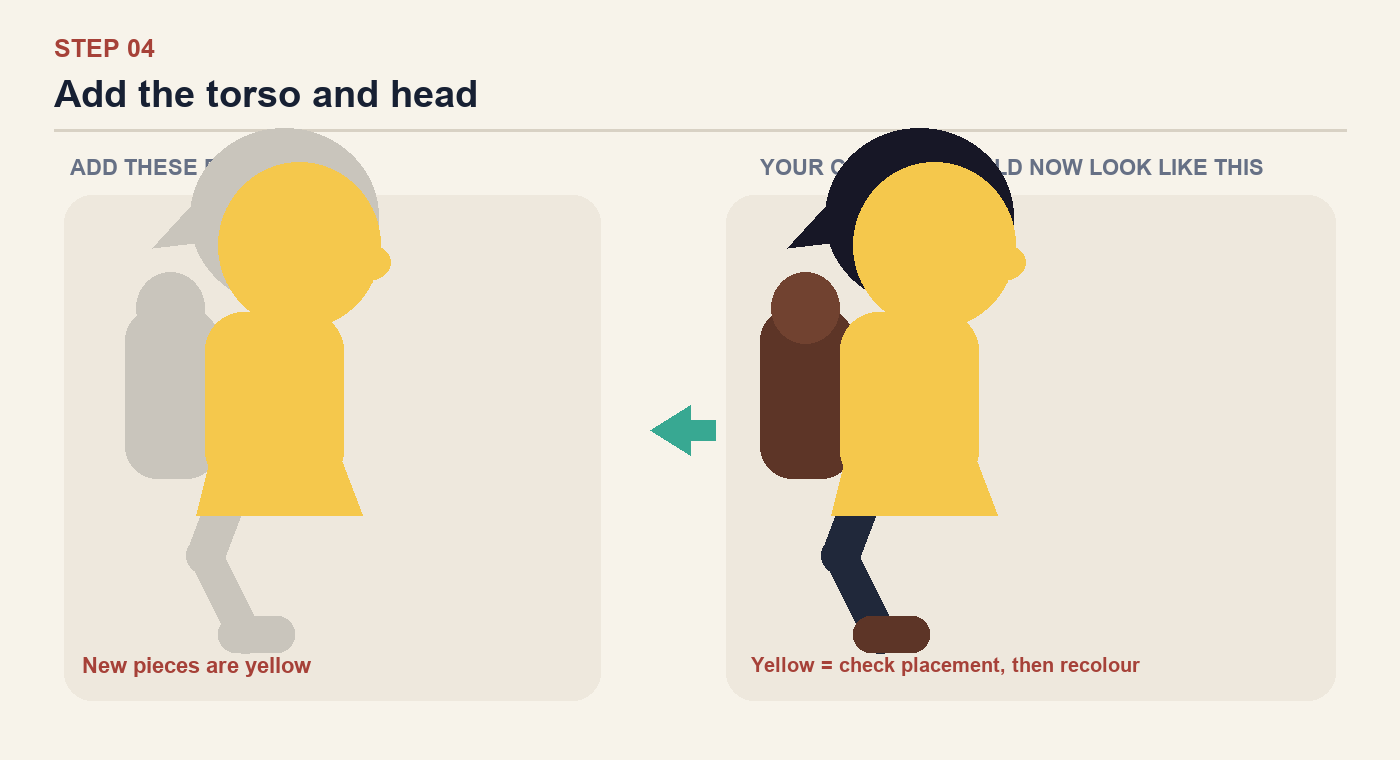 STEP 04
Add the torso and head
ADD THESE
YOUR
NOW LOOK LIKE THIS
New pieces are yellow
Yellow = check placement, then recolour